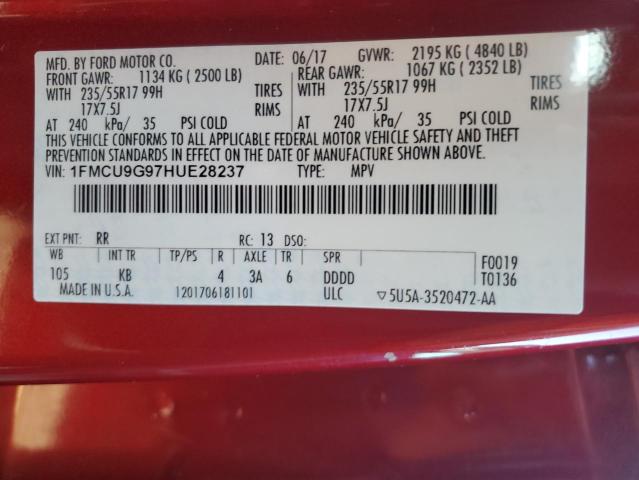 MFD. BY FORD MOTOR CO. DATE: 06/17 GVWR: 2195 KG ( 4840 LB)
FRONT GAWR: 1134 KG ( 2500 LB) REAR GAWR: 1067 KG ( 2352 LB)
WITH 235/55R17 99H TIRES WITH 235/55R17 99H TIRES
17X7.5J RIMS 17X7.5J RIMS
AT 240 kPa/ 35 PSI COLD AT 240 kPa/ 35 PSI COLD
THIS VEHICLE CONFORMS TO ALL APPLICABLE FEDERAL MOTOR VEHICLE SAFETY AND THEFT
PREVENTION STANDARDS IN EFFECT ON THE DATE OF MANUFACTURE SHOWN ABOVE.
VIN: 1FMCU9G97HUE28237 TYPE: MPV
EXT PNT: RR RC: 13 DSO:
WB INT TR TP/PS R AXLE TR SPR F0019
105 KB 4 3A 6 DDDD T0136
MADE IN U.S.A. 1201706181101 ULC ▽5U5A-3520472-AA